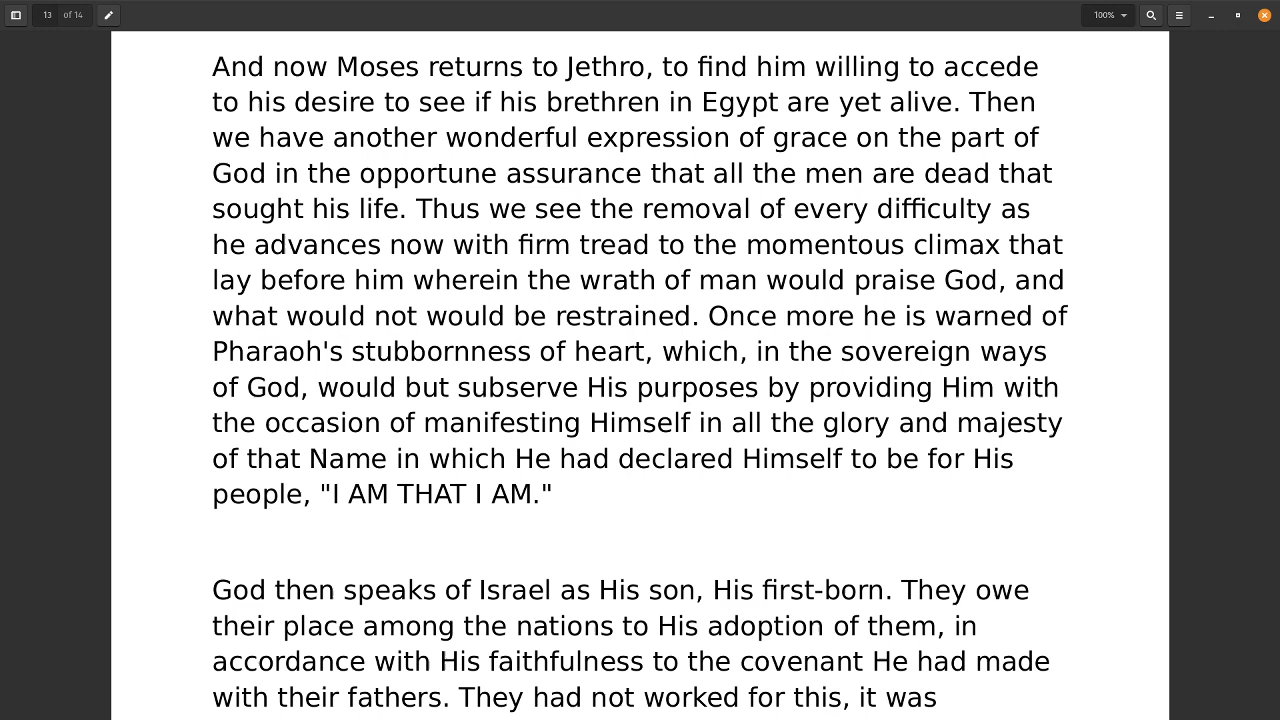 13 of 14
100%
And now Moses returns to Jethro, to find him willing to accede
to his desire to see if his brethren in Egypt are yet alive. Then
we have another wonderful expression of grace on the part of
God in the opportune assurance that all the men are dead that
sought his life. Thus we see the removal of every difficulty as
he advances now with firm tread to the momentous climax that
lay before him wherein the wrath of man would praise God, and
what would not would be restrained. Once more he is warned of
Pharaoh's stubbornness of heart, which, in the sovereign ways
of God, would but subserve His purposes by providing Him with
the occasion of manifesting Himself in all the glory and majesty
of that Name in which He had declared Himself to be for His
people, "I AM THAT I AM."
God then speaks of Israel as His son, His first-born. They owe
their place among the nations to His adoption of them, in
accordance with His faithfulness to the covenant He had made
with their fathers. They had not worked for this, it was